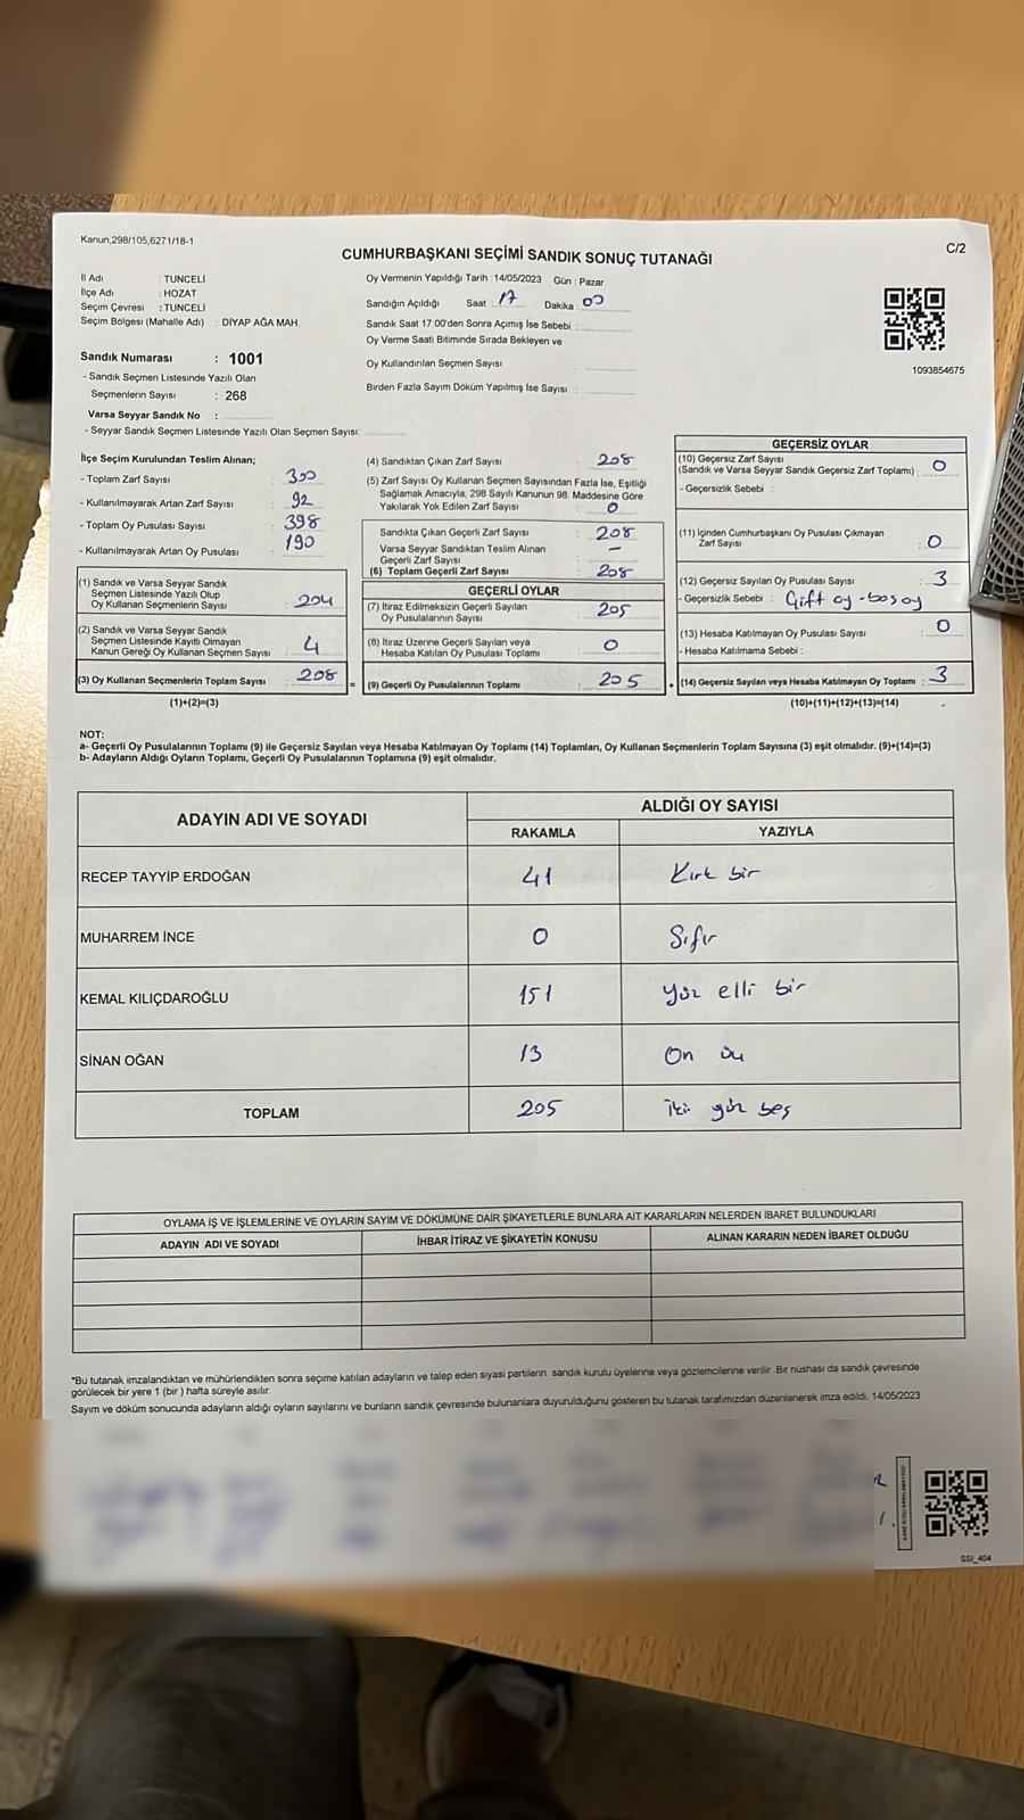 Kanun,298/105,6271/18-1
C/2
CUMHURBAŞKANI SEÇİMİ SANDIK SONUÇ TUTANAĞI
İl Adı : TUNCELİ
İlçe Adı : HOZAT
Seçim Çevresi : TUNCELİ
Seçim Bölgesi (Mahalle Adı) : DİYAP AĞA MAH.
Sandık Numarası : 1001
- Sandık Seçmen Listesinde Yazılı Olan
Seçmenlerin Sayısı : 268
Varsa Seyyar Sandık No :
- Seyyar Sandık Seçmen Listesinde Yazılı Olan Seçmen Sayısı:
Oy Vermenin Yapıldığı Tarih : 14/05/2023 Gün : Pazar
Sandığın Açıldığı Saat : 17 Dakika : 00
Sandık Saat 17.00'den Sonra Açımış İse Sebebi :
Oy Verme Saati Bitiminde Sırada Bekleyen ve
Oy Kullandırılan Seçmen Sayısı
Birden Fazla Sayım Döküm Yapılmış İse Sayısı :
1093854675
İlçe Seçim Kurulundan Teslim Alınan;
- Toplam Zarf Sayısı : 300
- Kullanılmayarak Artan Zarf Sayısı : 92
- Toplam Oy Pusulası Sayısı : 398
- Kullanılmayarak Artan Oy Pusulası : 190
(1) Sandık ve Varsa Seyyar Sandık
Seçmen Listesinde Yazılı Olup
Oy Kullanan Seçmenlerin Sayısı : 204
(2) Sandık ve Varsa Seyyar Sandık
Seçmen Listesinde Kayıtlı Olmayan
Kanun Gereği Oy Kullanan Seçmen Sayısı : 4
(3) Oy Kullanan Seçmenlerin Toplam Sayısı : 208
(1)+(2)=(3)
(4) Sandıktan Çıkan Zarf Sayısı : 208
(5) Zarf Sayısı Oy Kullanan Seçmen Sayısından Fazla İse, Eşitliği
Sağlamak Amacıyla, 298 Sayılı Kanunun 98. Maddesine Göre
Yakılarak Yok Edilen Zarf Sayısı : 0
Sandıkta Çıkan Geçerli Zarf Sayısı : 208
Varsa Seyyar Sandıktan Teslim Alınan
Geçerli Zarf Sayısı : –
(6) Toplam Geçerli Zarf Sayısı : 208
GEÇERLİ OYLAR
(7) İtiraz Edilmeksizin Geçerli Sayılan
Oy Pusulalarının Sayısı : 205
(8) İtiraz Üzerine Geçerli Sayılan veya
Hesaba Katılan Oy Pusulası Toplamı : 0
= (9) Geçerli Oy Pusulalarının Toplamı : 205
GEÇERSİZ OYLAR
(10) Geçersiz Zarf Sayısı
(Sandık ve Varsa Seyyar Sandık Geçersiz Zarf Toplamı) : 0
- Geçersizlik Sebebi :
(11) İçinden Cumhurbaşkanı Oy Pusulası Çıkmayan
Zarf Sayısı : 0
(12) Geçersiz Sayılan Oy Pusulası Sayısı : 3
- Geçersizlik Sebebi : Çift oy - boş oy
(13) Hesaba Katılmayan Oy Pusulası Sayısı : 0
- Hesaba Katılmama Sebebi :
+ (14) Geçersiz Sayılan veya Hesaba Katılmayan Oy Toplamı : 3
(10)+(11)+(12)+(13)=(14)
NOT:
a- Geçerli Oy Pusulalarının Toplamı (9) ile Geçersiz Sayılan veya Hesaba Katılmayan Oy Toplamı (14) Toplamları, Oy Kullanan Seçmenlerin Toplam Sayısına (3) eşit olmalıdır. (9)+(14)=(3)
b- Adayların Aldığı Oyların Toplamı, Geçerli Oy Pusulalarının Toplamına (9) eşit olmalıdır.
ADAYIN ADI VE SOYADI
ALDIĞI OY SAYISI
RAKAMLA YAZIYLA
RECEP TAYYİP ERDOĞAN 41 Kırk bir
MUHARREM İNCE 0 Sıfır
KEMAL KILIÇDAROĞLU 151 yüz elli bir
SİNAN OĞAN 13 On üç
TOPLAM 205 iki yüz beş
OYLAMA İŞ VE İŞLEMLERİNE VE OYLARIN SAYIM VE DÖKÜMÜNE DAİR ŞİKAYETLERLE BUNLARA AİT KARARLARIN NELERDEN İBARET BULUNDUKLARI
ADAYIN ADI VE SOYADI İHBAR İTİRAZ VE ŞİKAYETİN KONUSU ALINAN KARARIN NEDEN İBARET OLDUĞU
*Bu tutanak imzalandıktan ve mühürlendikten sonra seçime katılan adayların ve talep eden siyasi partilerin, sandık kurulu üyelerine veya gözlemcilerine verilir. Bir nüshası da sandık çevresinde
görülecek bir yere 1 (bir ) hafta süreyle asılır.
Sayım ve döküm sonucunda adayların aldığı oyların sayılarını ve bunların sandık çevresinde bulunanlara duyurulduğunu gösteren bu tutanak tarafımızdan düzenlenerek imza edildi. 14/05/2023
GSI_404